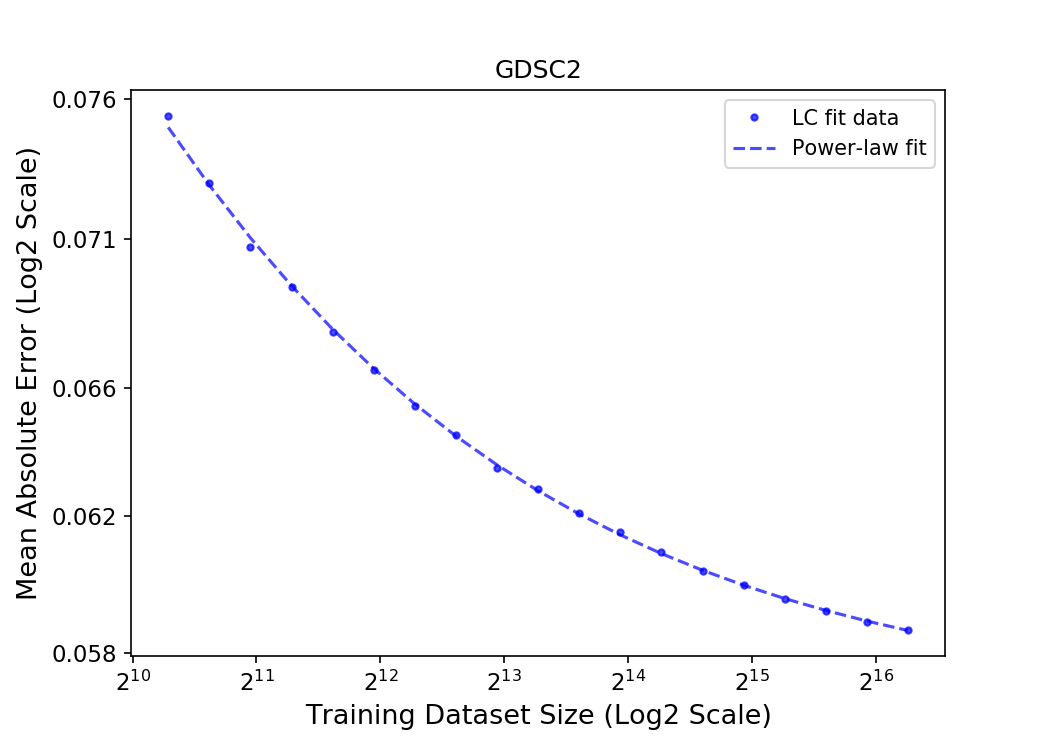 GDSC2
LC fit data
Power-law fit
Mean Absolute Error (Log2 Scale)
0.076
0.071
0.066
0.062
0.058
2^10 2^11 2^12 2^13 2^14 2^15 2^16
Training Dataset Size (Log2 Scale)